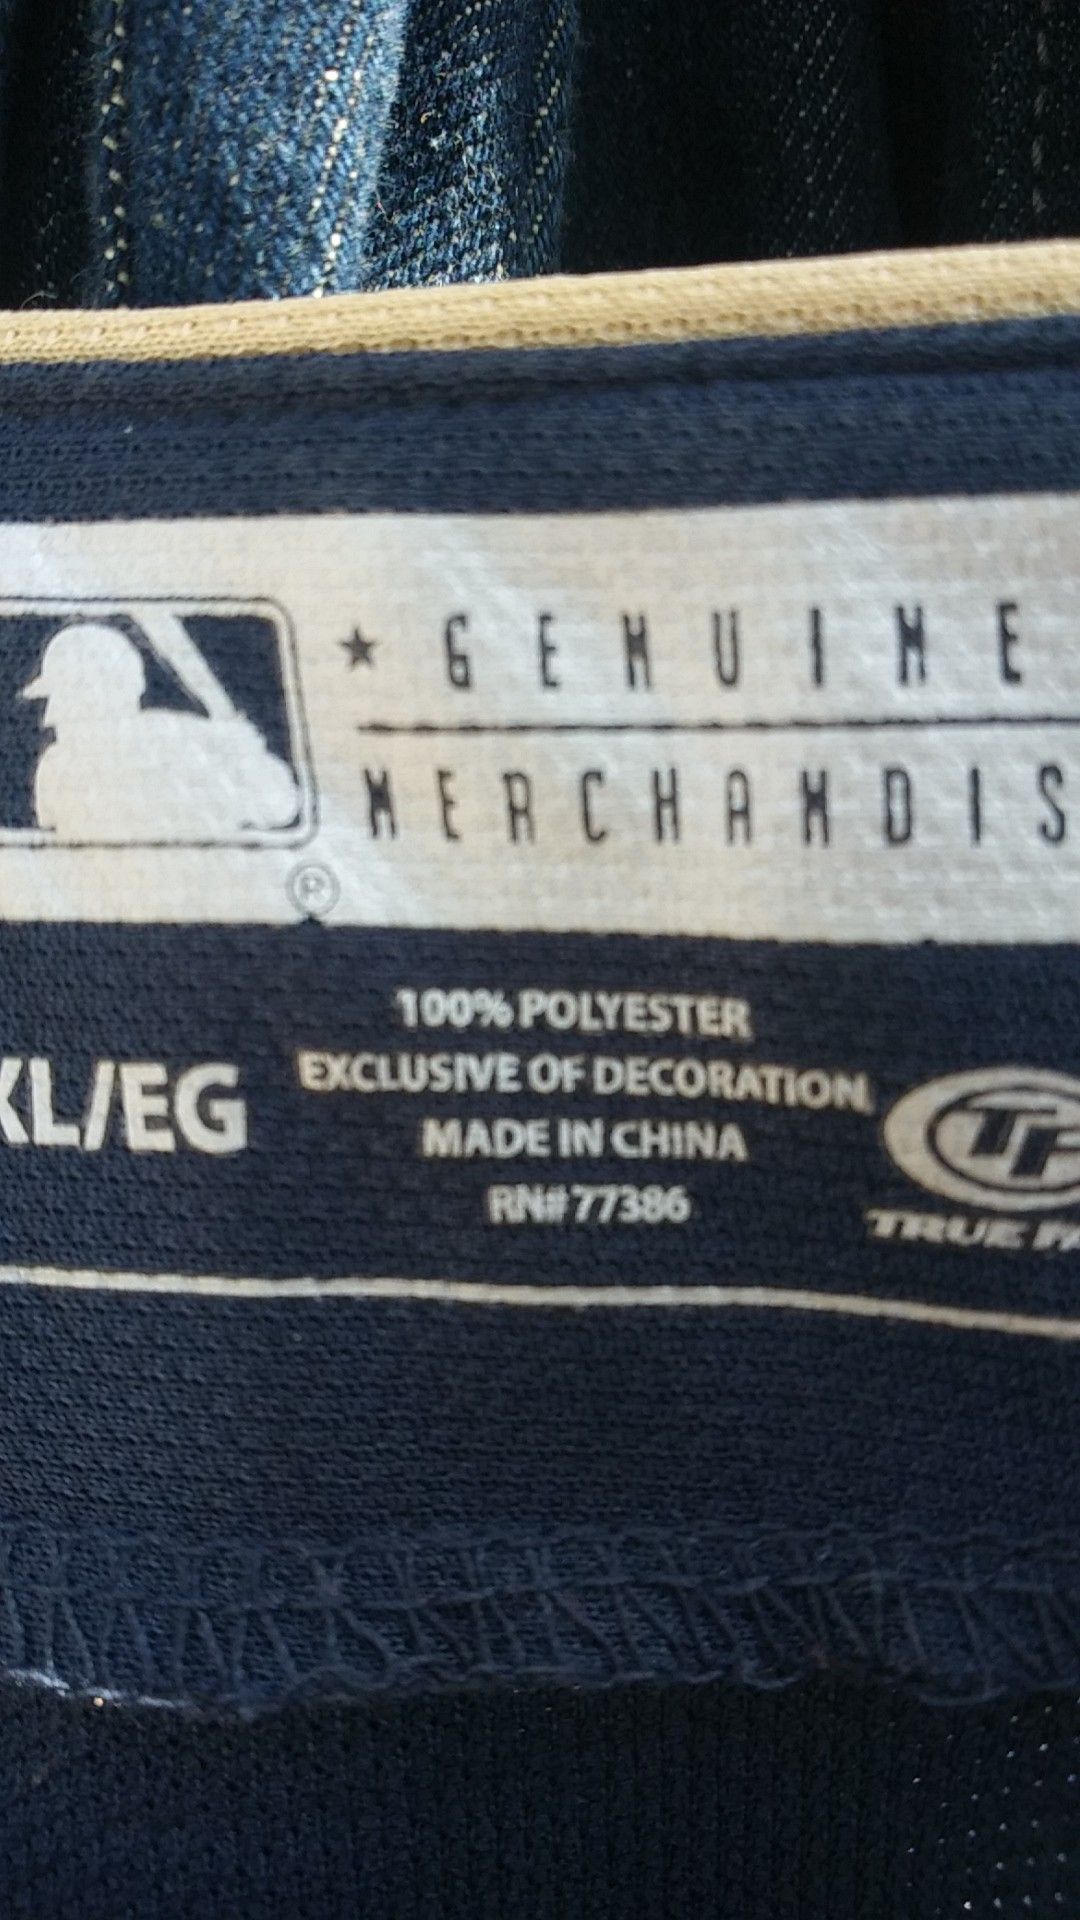 ★ GENUINE
MERCHANDIS
®
100% POLYESTER
XL/EG
EXCLUSIVE OF DECORATION
MADE IN CHINA
TF
RN# 77386
TRUE